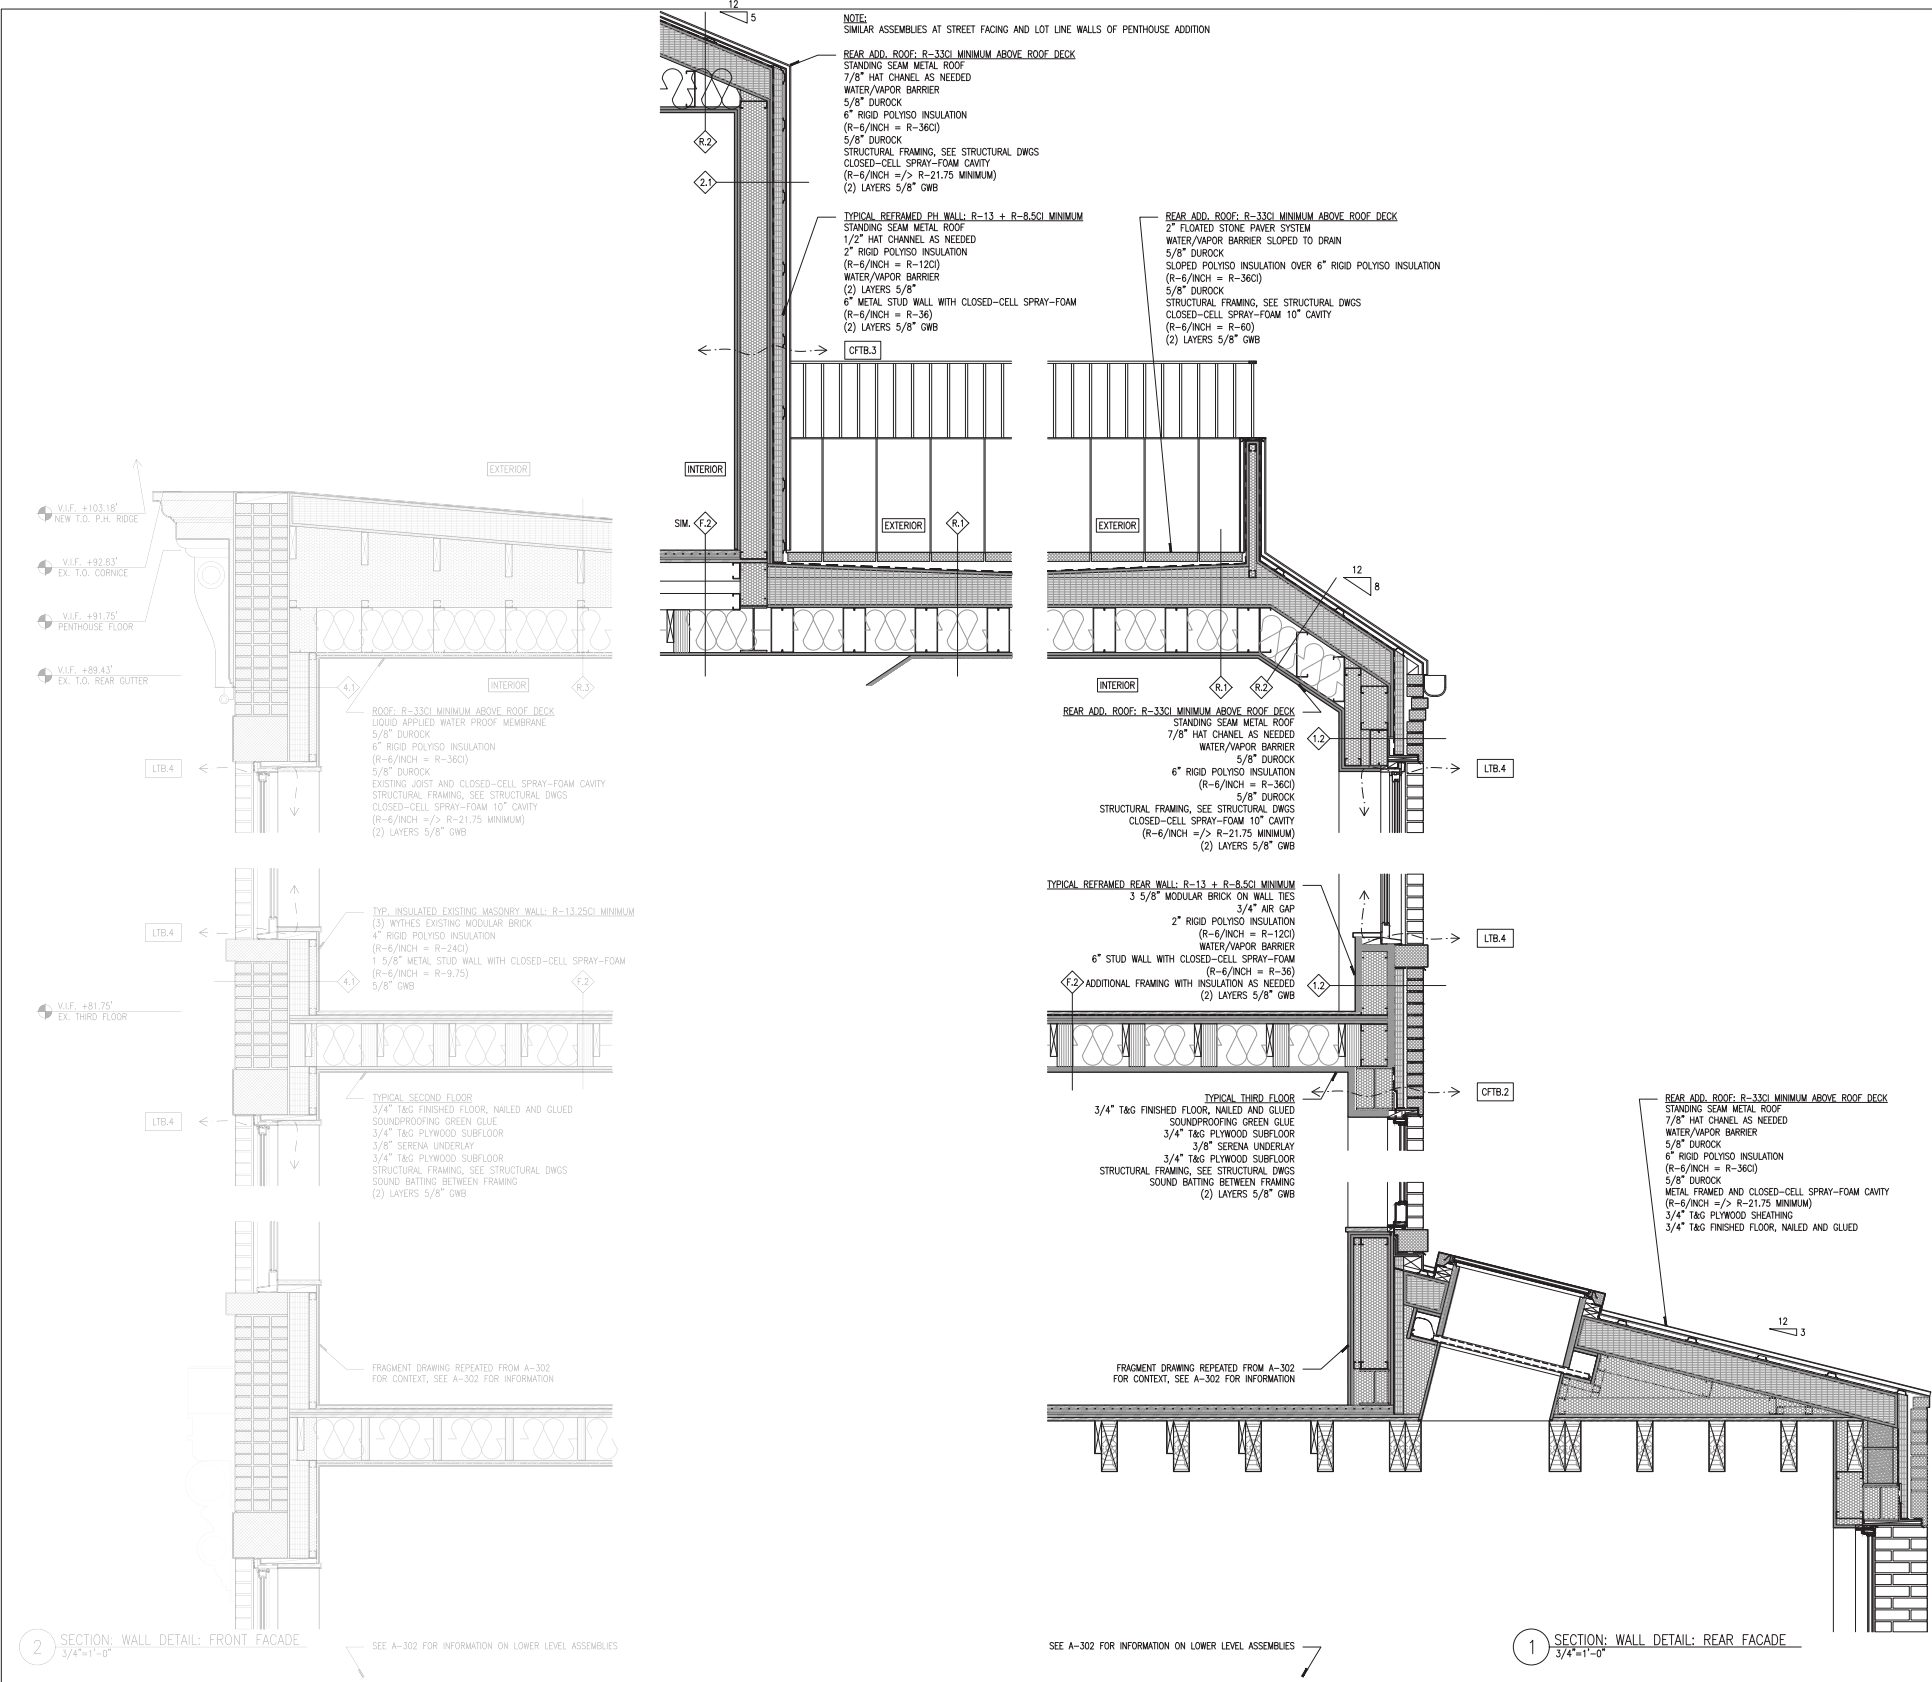 12
5
NOTE:
SIMILAR ASSEMBLIES AT STREET FACING AND LOT LINE WALLS OF PENTHOUSE ADDITION
REAR ADD. ROOF: R-33CI MINIMUM ABOVE ROOF DECK
STANDING SEAM METAL ROOF
7/8" HAT CHANEL AS NEEDED
WATER/VAPOR BARRIER
5/8" DUROCK
6" RIGID POLYISO INSULATION
(R-6/INCH = R-36CI)
5/8" DUROCK
STRUCTURAL FRAMING, SEE STRUCTURAL DWGS
CLOSED-CELL SPRAY-FOAM CAVITY
(R-6/INCH =/> R-21.75 MINIMUM)
(2) LAYERS 5/8" GWB
R.2
2.1
TYPICAL REFRAMED PH WALL: R-13 + R-8.5CI MINIMUM
STANDING SEAM METAL ROOF
1/2" HAT CHANNEL AS NEEDED
2" RIGID POLYISO INSULATION
(R-6/INCH = R-12CI)
WATER/VAPOR BARRIER
(2) LAYERS 5/8"
6" METAL STUD WALL WITH CLOSED-CELL SPRAY-FOAM
(R-6/INCH = R-36)
(2) LAYERS 5/8" GWB
CFTB.3
REAR ADD. ROOF: R-33CI MINIMUM ABOVE ROOF DECK
2" FLOATED STONE PAVER SYSTEM
WATER/VAPOR BARRIER SLOPED TO DRAIN
5/8" DUROCK
SLOPED POLYISO INSULATION OVER 6" RIGID POLYISO INSULATION
(R-6/INCH = R-36CI)
5/8" DUROCK
STRUCTURAL FRAMING, SEE STRUCTURAL DWGS
CLOSED-CELL SPRAY-FOAM 10" CAVITY
(R-6/INCH = R-60)
(2) LAYERS 5/8" GWB
EXTERIOR
INTERIOR
SIM.
F.2
EXTERIOR
R.1
EXTERIOR
12
8
V.I.F. +103.18'
NEW T.O. P.H. RIDGE
V.I.F. +92.83'
EX. T.O. CORNICE
V.I.F. +91.75'
PENTHOUSE FLOOR
V.I.F. +89.43'
EX. T.O. REAR GUTTER
4.1
INTERIOR
R.3
INTERIOR
R.1
R.2
ROOF: R-33CI MINIMUM ABOVE ROOF DECK
LIQUID APPLIED WATER PROOF MEMBRANE
5/8" DUROCK
6" RIGID POLYISO INSULATION
(R-6/INCH = R-36CI)
5/8" DUROCK
EXISTING JOIST AND CLOSED-CELL SPRAY-FOAM CAVITY
STRUCTURAL FRAMING, SEE STRUCTURAL DWGS
CLOSED-CELL SPRAY-FOAM 10" CAVITY
(R-6/INCH =/> R-21.75 MINIMUM)
(2) LAYERS 5/8" GWB
LTB.4
REAR ADD. ROOF: R-33CI MINIMUM ABOVE ROOF DECK
STANDING SEAM METAL ROOF
7/8" HAT CHANEL AS NEEDED
WATER/VAPOR BARRIER
5/8" DUROCK
6" RIGID POLYISO INSULATION
(R-6/INCH = R-36CI)
5/8" DUROCK
STRUCTURAL FRAMING, SEE STRUCTURAL DWGS
CLOSED-CELL SPRAY-FOAM 10" CAVITY
(R-6/INCH =/> R-21.75 MINIMUM)
(2) LAYERS 5/8" GWB
1.2
LTB.4
TYP. INSULATED EXISTING MASONRY WALL: R-13.25CI MINIMUM
(3) WYTHES EXISTING MODULAR BRICK
4" RIGID POLYISO INSULATION
(R-6/INCH = R-24CI)
1 5/8" METAL STUD WALL WITH CLOSED-CELL SPRAY-FOAM
(R-6/INCH = R-9.75)
5/8" GWB
LTB.4
4.1
F.2
V.I.F. +81.75'
EX. THIRD FLOOR
TYPICAL REFRAMED REAR WALL: R-13 + R-8.5CI MINIMUM
3 5/8" MODULAR BRICK ON WALL TIES
3/4" AIR GAP
2" RIGID POLYISO INSULATION
(R-6/INCH = R-12CI)
WATER/VAPOR BARRIER
6" STUD WALL WITH CLOSED-CELL SPRAY-FOAM
(R-6/INCH = R-36)
ADDITIONAL FRAMING WITH INSULATION AS NEEDED
(2) LAYERS 5/8" GWB
F.2
1.2
LTB.4
TYPICAL SECOND FLOOR
3/4" T&G FINISHED FLOOR, NAILED AND GLUED
SOUNDPROOFING GREEN GLUE
3/4" T&G PLYWOOD SUBFLOOR
3/8" SERENA UNDERLAY
3/4" T&G PLYWOOD SUBFLOOR
STRUCTURAL FRAMING, SEE STRUCTURAL DWGS
SOUND BATTING BETWEEN FRAMING
(2) LAYERS 5/8" GWB
LTB.4
TYPICAL THIRD FLOOR
3/4" T&G FINISHED FLOOR, NAILED AND GLUED
SOUNDPROOFING GREEN GLUE
3/4" T&G PLYWOOD SUBFLOOR
3/8" SERENA UNDERLAY
3/4" T&G PLYWOOD SUBFLOOR
STRUCTURAL FRAMING, SEE STRUCTURAL DWGS
SOUND BATTING BETWEEN FRAMING
(2) LAYERS 5/8" GWB
CFTB.2
REAR ADD. ROOF: R-33CI MINIMUM ABOVE ROOF DECK
STANDING SEAM METAL ROOF
7/8" HAT CHANEL AS NEEDED
WATER/VAPOR BARRIER
5/8" DUROCK
6" RIGID POLYISO INSULATION
(R-6/INCH = R-36CI)
5/8" DUROCK
METAL FRAMED AND CLOSED-CELL SPRAY-FOAM CAVITY
(R-6/INCH =/> R-21.75 MINIMUM)
3/4" T&G PLYWOOD SHEATHING
3/4" T&G FINISHED FLOOR, NAILED AND GLUED
12
3
FRAGMENT DRAWING REPEATED FROM A-302
FOR CONTEXT, SEE A-302 FOR INFORMATION
FRAGMENT DRAWING REPEATED FROM A-302
FOR CONTEXT, SEE A-302 FOR INFORMATION
2
SECTION: WALL DETAIL: FRONT FACADE
3/4"=1'-0"
SEE A-302 FOR INFORMATION ON LOWER LEVEL ASSEMBLIES
SEE A-302 FOR INFORMATION ON LOWER LEVEL ASSEMBLIES
1
SECTION: WALL DETAIL: REAR FACADE
3/4"=1'-0"